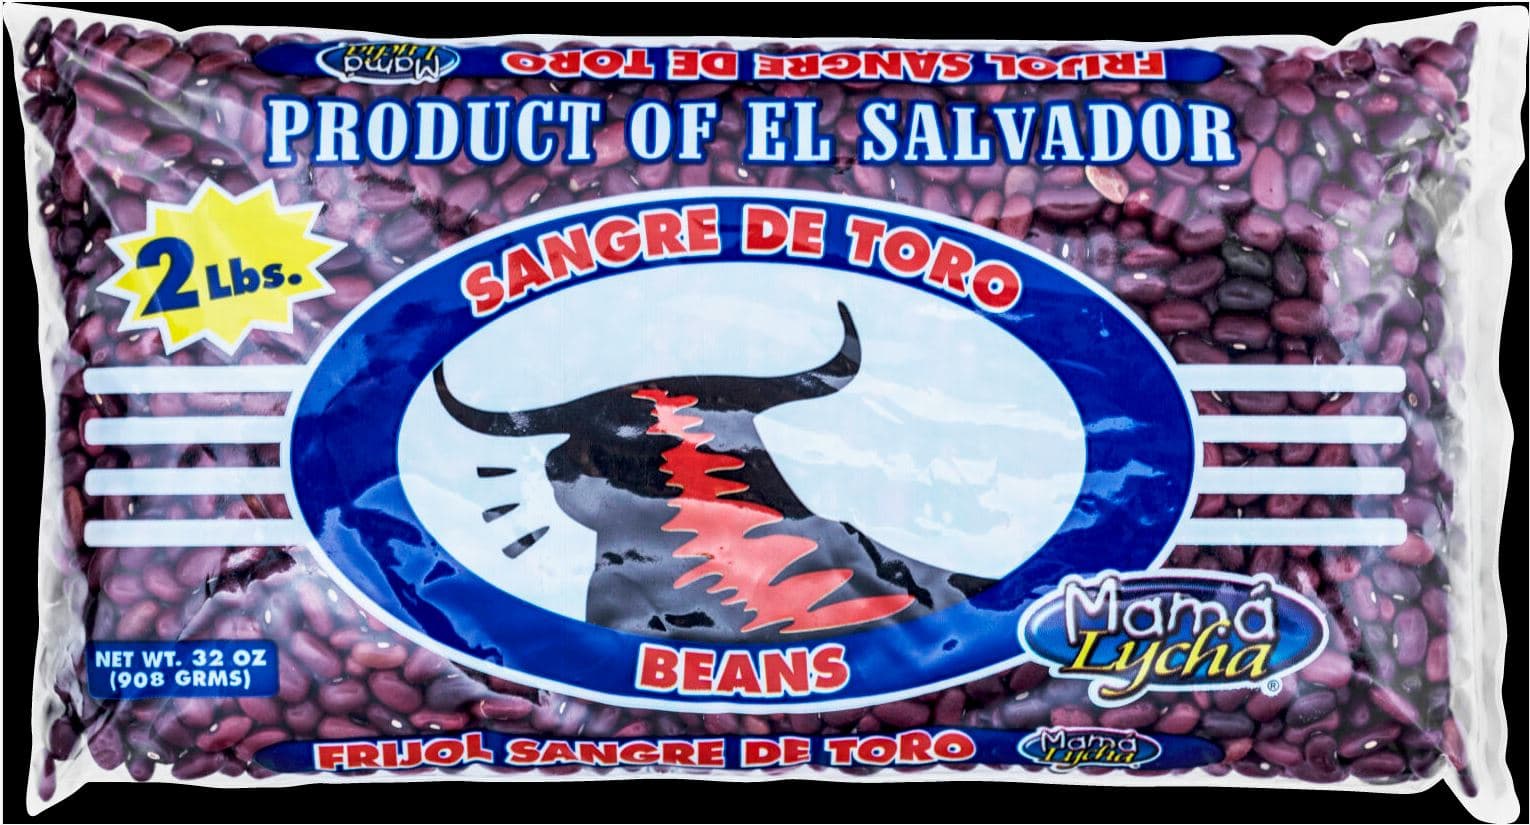 FRIJOL SANGRE DE TORO
Mamá
Lycha
PRODUCT OF EL SALVADOR
2 Lbs.
SANGRE DE TORO
BEANS
Mamá
Lycha
®
NET WT. 32 OZ
(908 GRMS)
FRIJOL SANGRE DE TORO
Mamá
Lycha